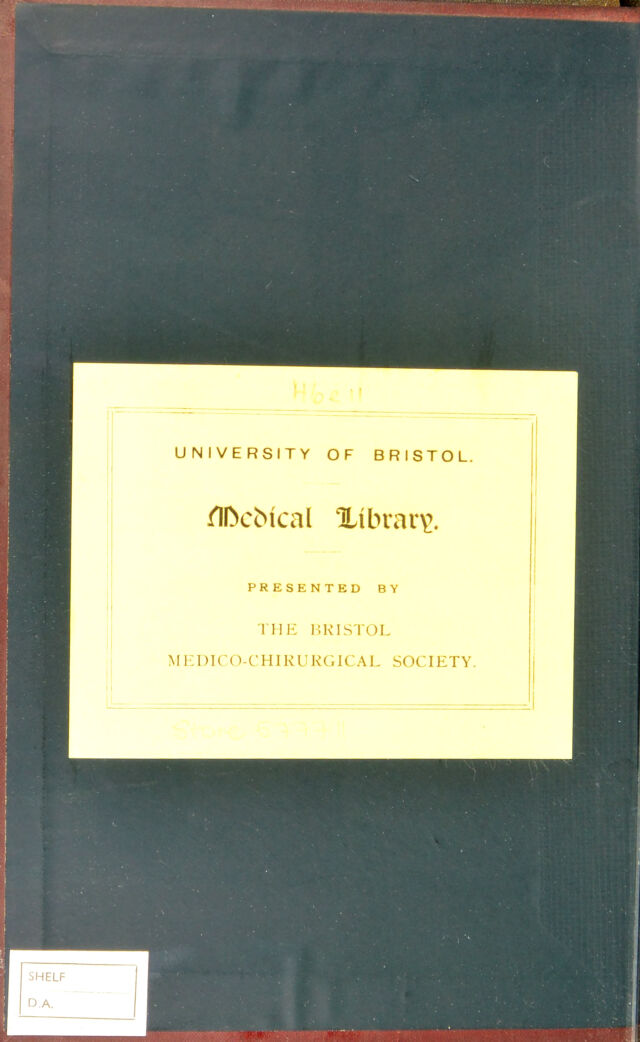 UNIVERSITY OF BRISTOL.
Medical Library.
PRESENTED BY
THE BRISTOL
MEDICO-CHIRURGICAL SOCIETY.
SHELF
D.A.